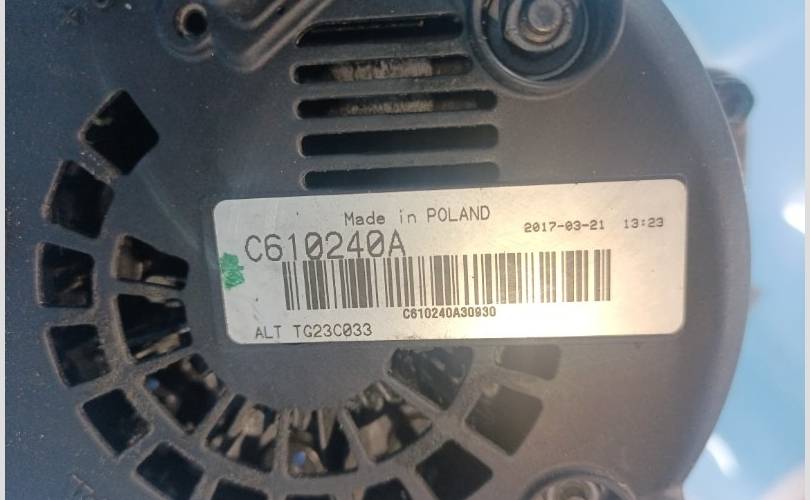 Made in POLAND
2017-03-21 13:23
C610240A
C610240A30930
ALT TG23C033